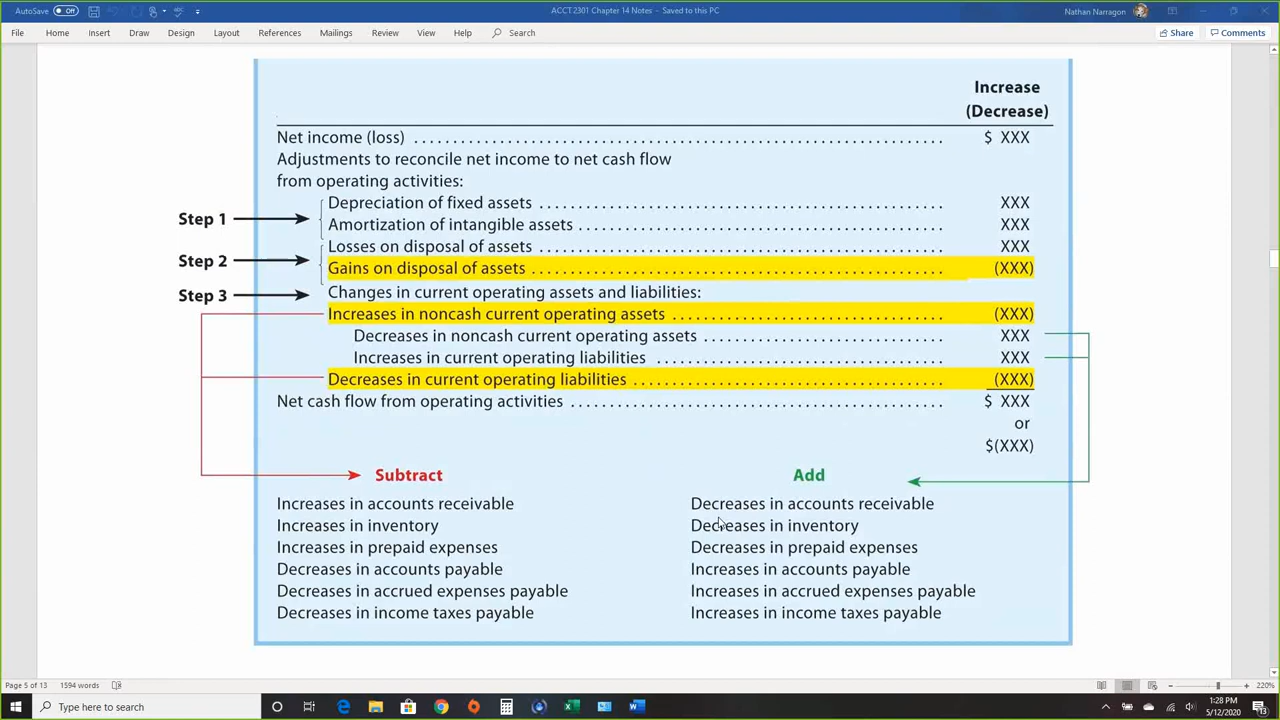 AutoSave Off
ACCT-2301 Chapter 14 Notes - Saved to this PC
Nathan Narragon
File Home Insert Draw Design Layout References Mailings Review View Help Search Share Comments
Increase
(Decrease)
Net income (loss) ........ $ XXX
Adjustments to reconcile net income to net cash flow
from operating activities:
Step 1
Depreciation of fixed assets ........ XXX
Amortization of intangible assets ........ XXX
Step 2
Losses on disposal of assets ........ XXX
Gains on disposal of assets ........ (XXX)
Step 3
Changes in current operating assets and liabilities:
Increases in noncash current operating assets ........ (XXX)
Decreases in noncash current operating assets ........ XXX
Increases in current operating liabilities ........ XXX
Decreases in current operating liabilities ........ (XXX)
Net cash flow from operating activities ........ $ XXX
or
$(XXX)
Subtract
Increases in accounts receivable
Increases in inventory
Increases in prepaid expenses
Decreases in accounts payable
Decreases in accrued expenses payable
Decreases in income taxes payable
Add
Decreases in accounts receivable
Decreases in inventory
Decreases in prepaid expenses
Increases in accounts payable
Increases in accrued expenses payable
Increases in income taxes payable
Page 5 of 13 1594 words
220%
Type here to search
1:28 PM
5/12/2020
13